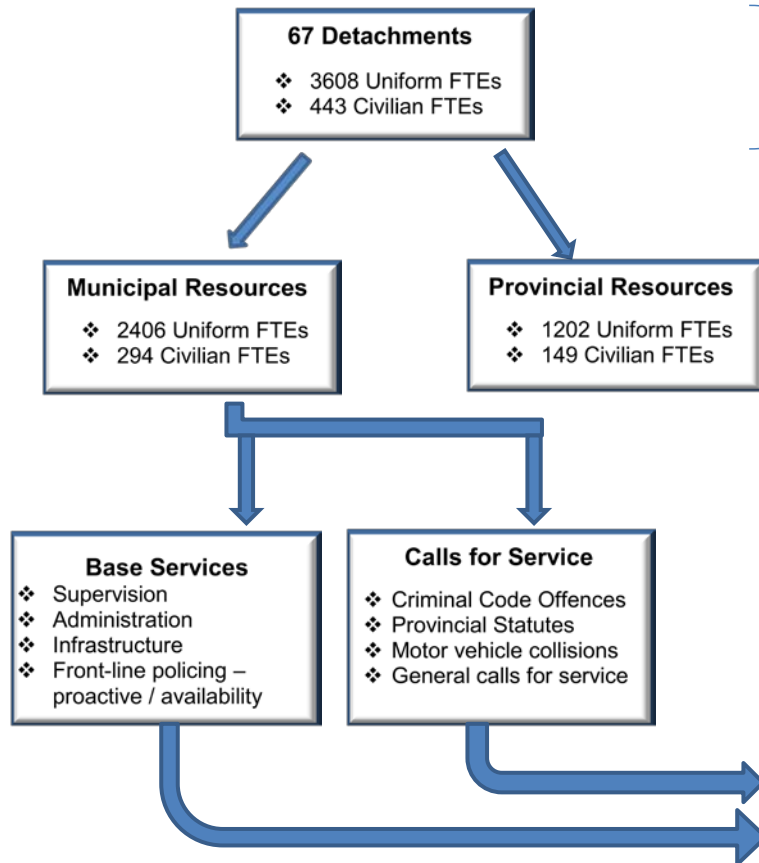 67 Detachments
❖ 3608 Uniform FTEs
❖ 443 Civilian FTEs
Municipal Resources
❖ 2406 Uniform FTEs
❖ 294 Civilian FTEs
Provincial Resources
❖ 1202 Uniform FTEs
❖ 149 Civilian FTEs
Base Services
❖ Supervision
❖ Administration
❖ Infrastructure
❖ Front-line policing –
proactive / availability
Calls for Service
❖ Criminal Code Offences
❖ Provincial Statutes
❖ Motor vehicle collisions
❖ General calls for service